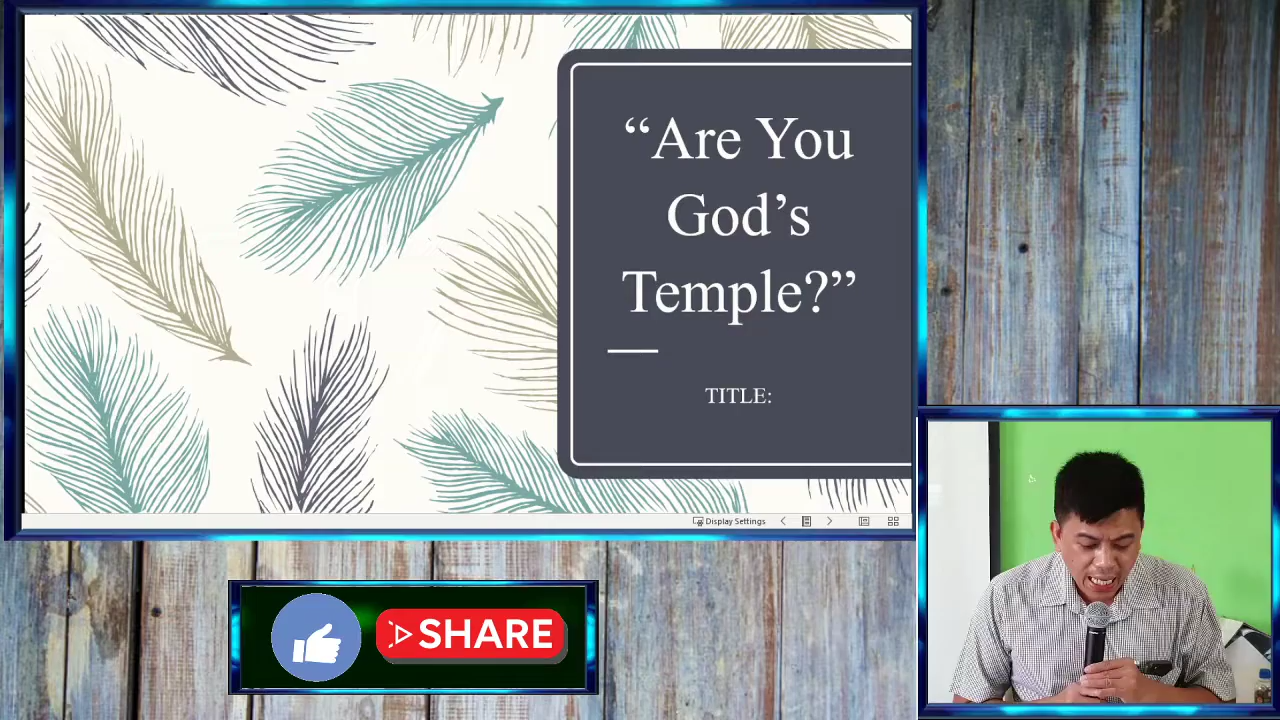 “Are You
God’s
Temple?”
TITLE:
Display Settings
SHARE